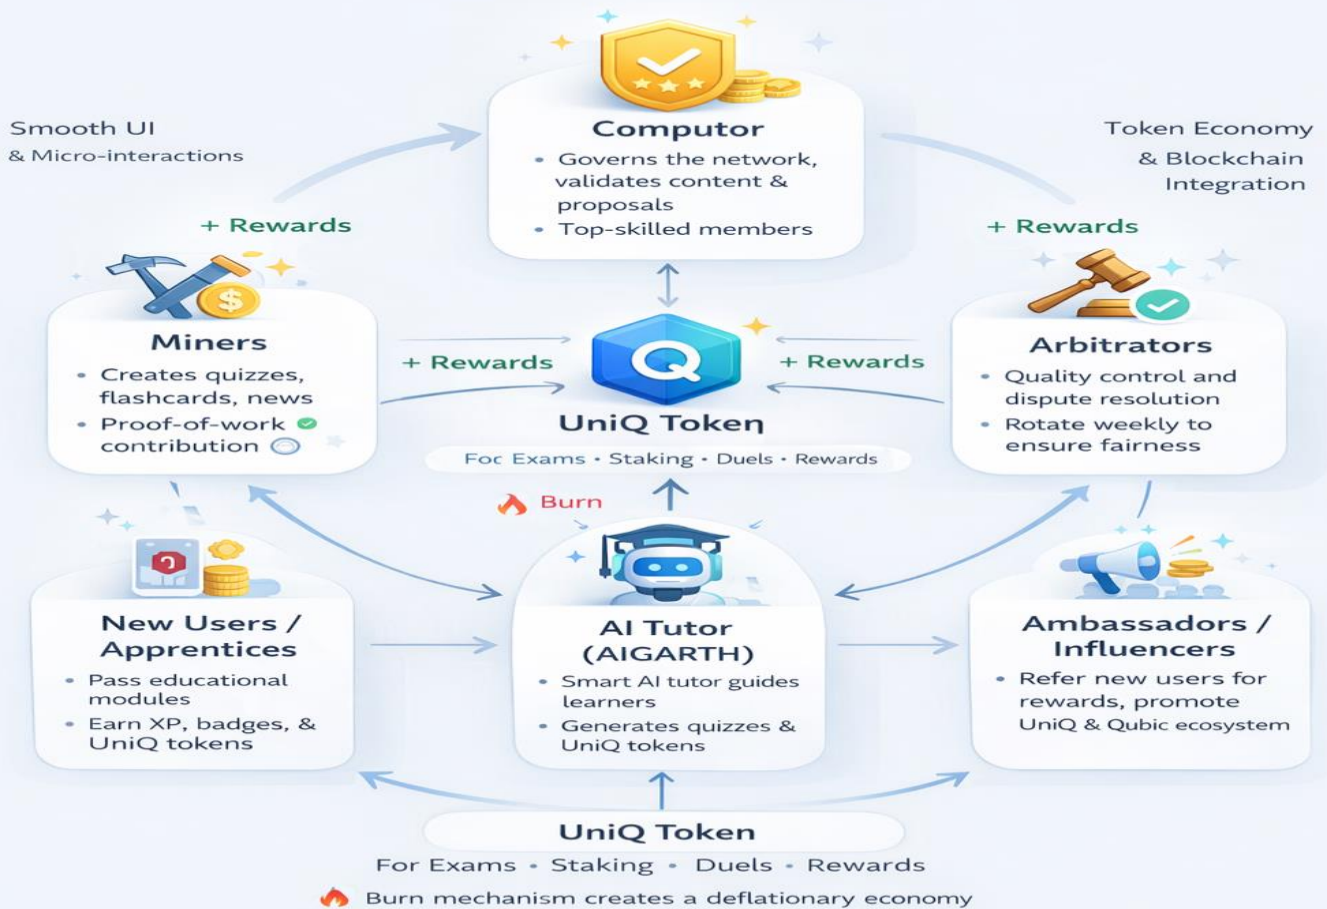 Computor
• Governs the network,
validates content &
proposals
• Top-skilled members
Smooth UI
& Micro-interactions
Token Economy
& Blockchain
Integration
+ Rewards
+ Rewards
Miners
• Creates quizzes,
flashcards, news
• Proof-of-work
contribution
+ Rewards
Q
+ Rewards
UniQ Token
Foc Exams • Staking • Duels • Rewards
Arbitrators
• Quality control and
dispute resolution
• Rotate weekly to
ensure fairness
Burn
New Users /
Apprentices
• Pass educational
modules
• Earn XP, badges, &
UniQ tokens
AI Tutor
(AIGARTH)
• Smart AI tutor guides
learners
• Generates quizzes &
UniQ tokens
Ambassadors /
Influencers
• Refer new users for
rewards, promote
UniQ & Qubic ecosystem
UniQ Token
For Exams • Staking • Duels • Rewards
Burn mechanism creates a deflationary economy